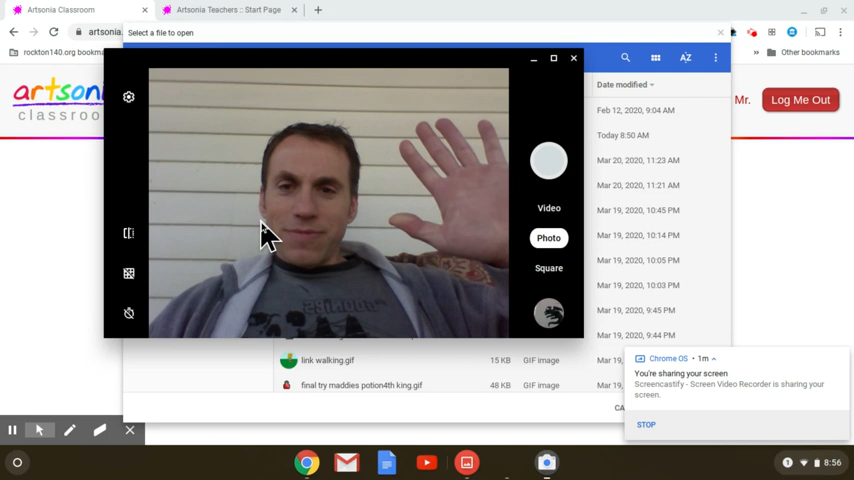 Artsonia Classroom
Artsonia Teachers :: Start Page
artsonia.
rockton140.org bookma
Other bookmarks
Select a file to open
artson
classroo
Mr.
Log Me Out
Date modified
Feb 12, 2020, 9:04 AM
Today 8:50 AM
Mar 20, 2020, 11:23 AM
Mar 20, 2020, 11:21 AM
Mar 19, 2020, 10:45 PM
Mar 19, 2020, 10:14 PM
Mar 19, 2020, 10:05 PM
Mar 19, 2020, 10:03 PM
Mar 19, 2020, 9:45 PM
Mar 19, 2020, 9:44 PM
Video
Photo
Square
link walking.gif
15 KB
GIF image
final try maddies potion4th king.gif
48 KB
GIF image
CA
Chrome OS • 1m
You're sharing your screen
Screencastify - Screen Video Recorder is sharing your
screen.
STOP
1
8:56